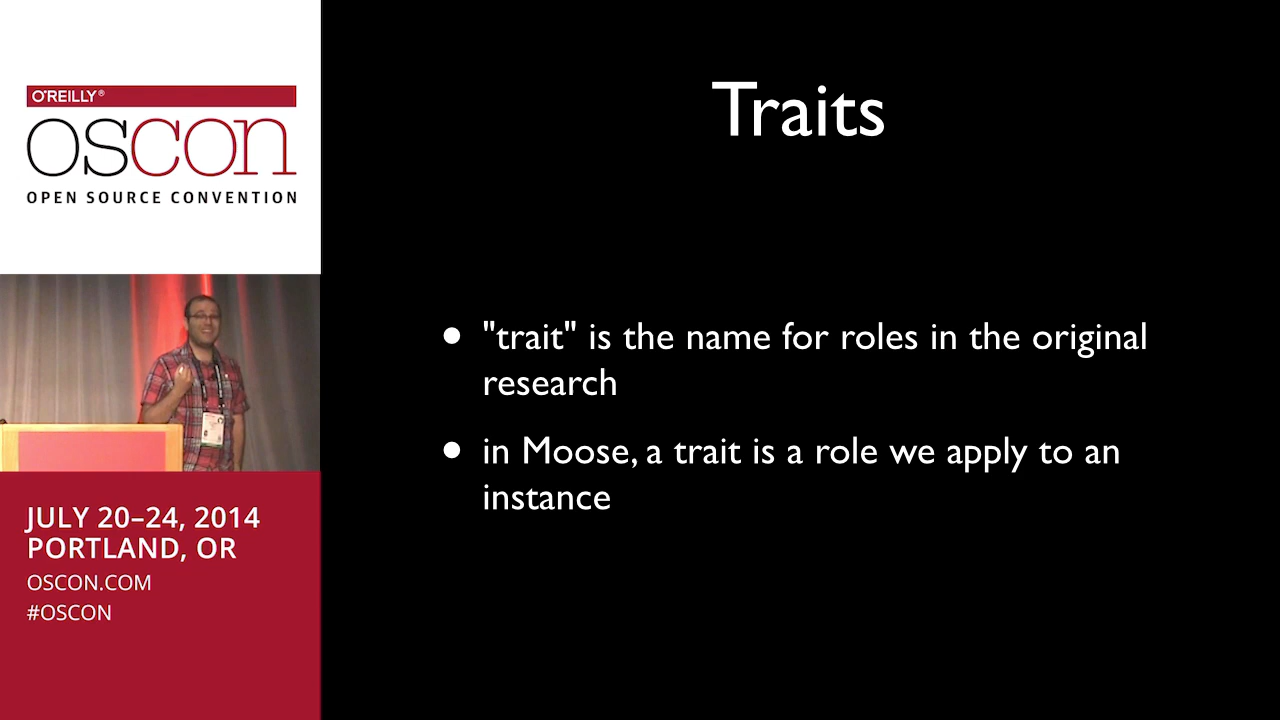 O'REILLY®
OSCON
OPEN SOURCE CONVENTION
JULY 20–24, 2014
PORTLAND, OR
OSCON.COM
#OSCON
Traits
• "trait" is the name for roles in the original
research
• in Moose, a trait is a role we apply to an
instance